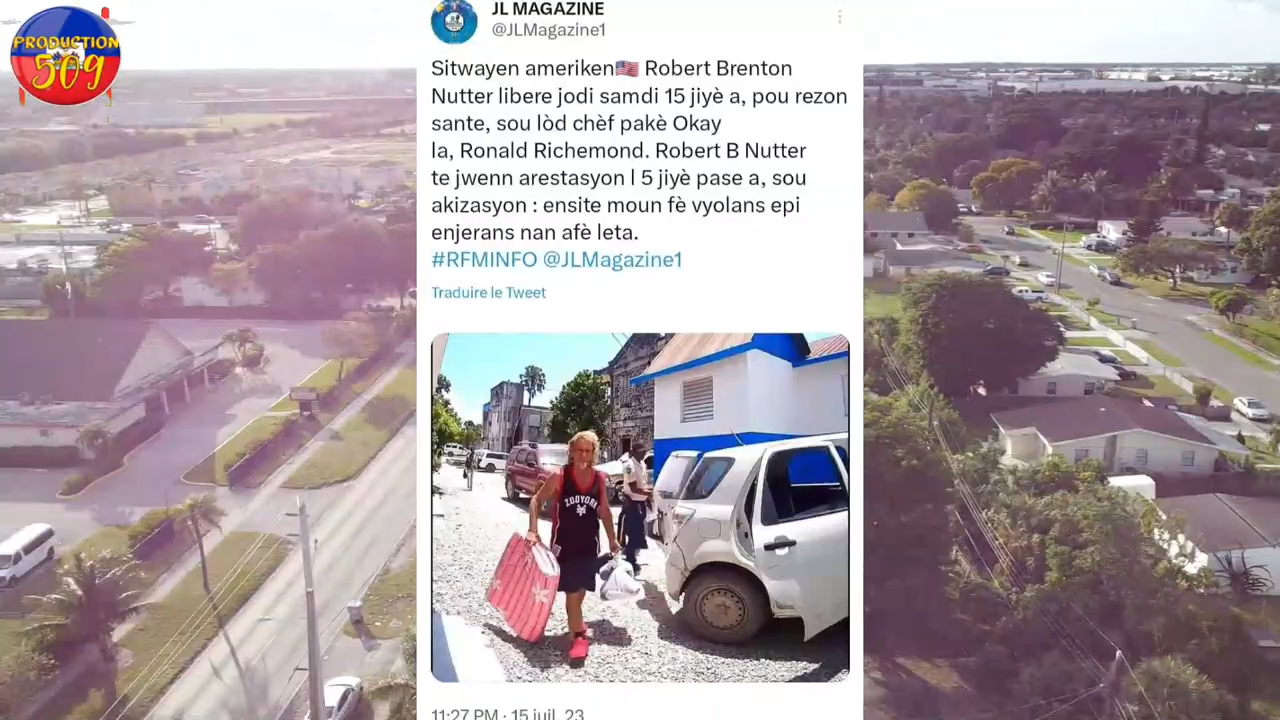 PRODUCTION
509
JL MAGAZINE
@JLMagazine1
Sitwayen ameriken🇺🇸 Robert Brenton
Nutter libere jodi samdi 15 jiyè a, pou rezon
sante, sou lòd chèf pakè Okay
la, Ronald Richemond. Robert B Nutter
te jwenn arestasyon l 5 jiyè pase a, sou
akizasyon : ensite moun fè vyolans epi
enjerans nan afè leta.
#RFMINFO @JLMagazine1
Traduire le Tweet
ZOOYORK
11:27 PM · 15 juil. 23